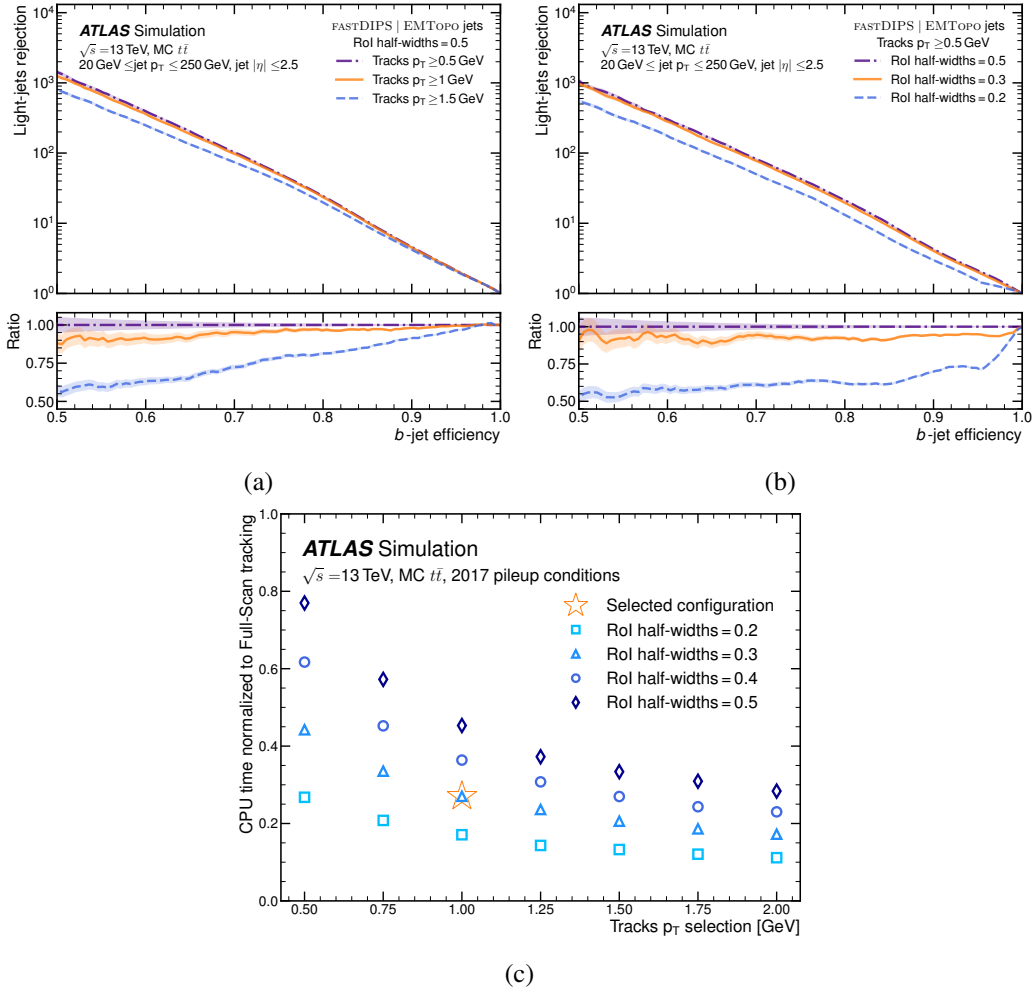 ATLAS Simulation
√s =13 TeV, MC tt̄
20 GeV ≤jet pT ≤250 GeV, jet |η| ≤2.5
FASTDIPS | EMTOPO jets
RoI half-widths = 0.5
Tracks pT ≥0.5 GeV
Tracks pT ≥1 GeV
Tracks pT ≥1.5 GeV
Light-jets rejection
10⁴
10³
10²
10¹
10⁰
Ratio
1.00
0.75
0.50
0.5 0.6 0.7 0.8 0.9 1.0
b-jet efficiency
(a)
ATLAS Simulation
√s =13 TeV, MC tt̄
20 GeV ≤ jet pT ≤250 GeV, jet |η| ≤2.5
FASTDIPS | EMTOPO jets
Tracks pT ≥0.5 GeV
RoI half-widths = 0.5
RoI half-widths = 0.3
RoI half-widths = 0.2
Light-jets rejection
10⁴
10³
10²
10¹
10⁰
Ratio
1.00
0.75
0.50
0.5 0.6 0.7 0.8 0.9 1.0
b-jet efficiency
(b)
ATLAS Simulation
√s =13 TeV, MC tt̄, 2017 pileup conditions
Selected configuration
RoI half-widths = 0.2
RoI half-widths = 0.3
RoI half-widths = 0.4
RoI half-widths = 0.5
CPU time normalized to Full-Scan tracking
1.0
0.8
0.6
0.4
0.2
0.0
0.50 0.75 1.00 1.25 1.50 1.75 2.00
Tracks pT selection [GeV]
(c)